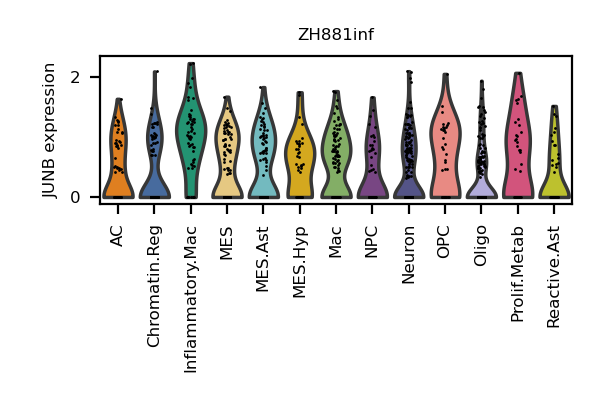 ZH881inf
JUNB expression
2
0
AC
Chromatin.Reg
Inflammatory.Mac
MES
MES.Ast
MES.Hyp
Mac
NPC
Neuron
OPC
Oligo
Prolif.Metab
Reactive.Ast